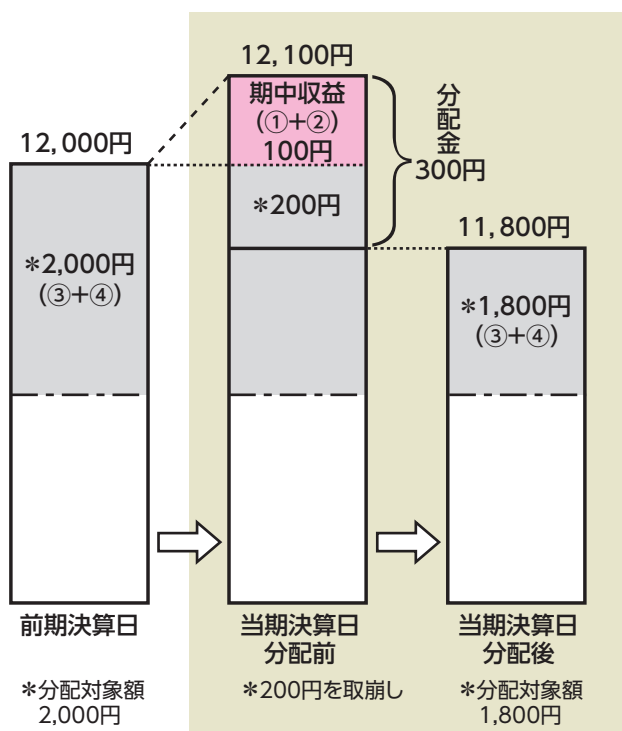 12,100円
期中収益
(①+②)
100円
分配金
300円
12,000円
*200円
11,800円
*2,000円
(③+④)
*1,800円
(③+④)
前期決算日
当期決算日
分配前
当期決算日
分配後
*分配対象額
2,000円
*200円を取崩し
*分配対象額
1,800円